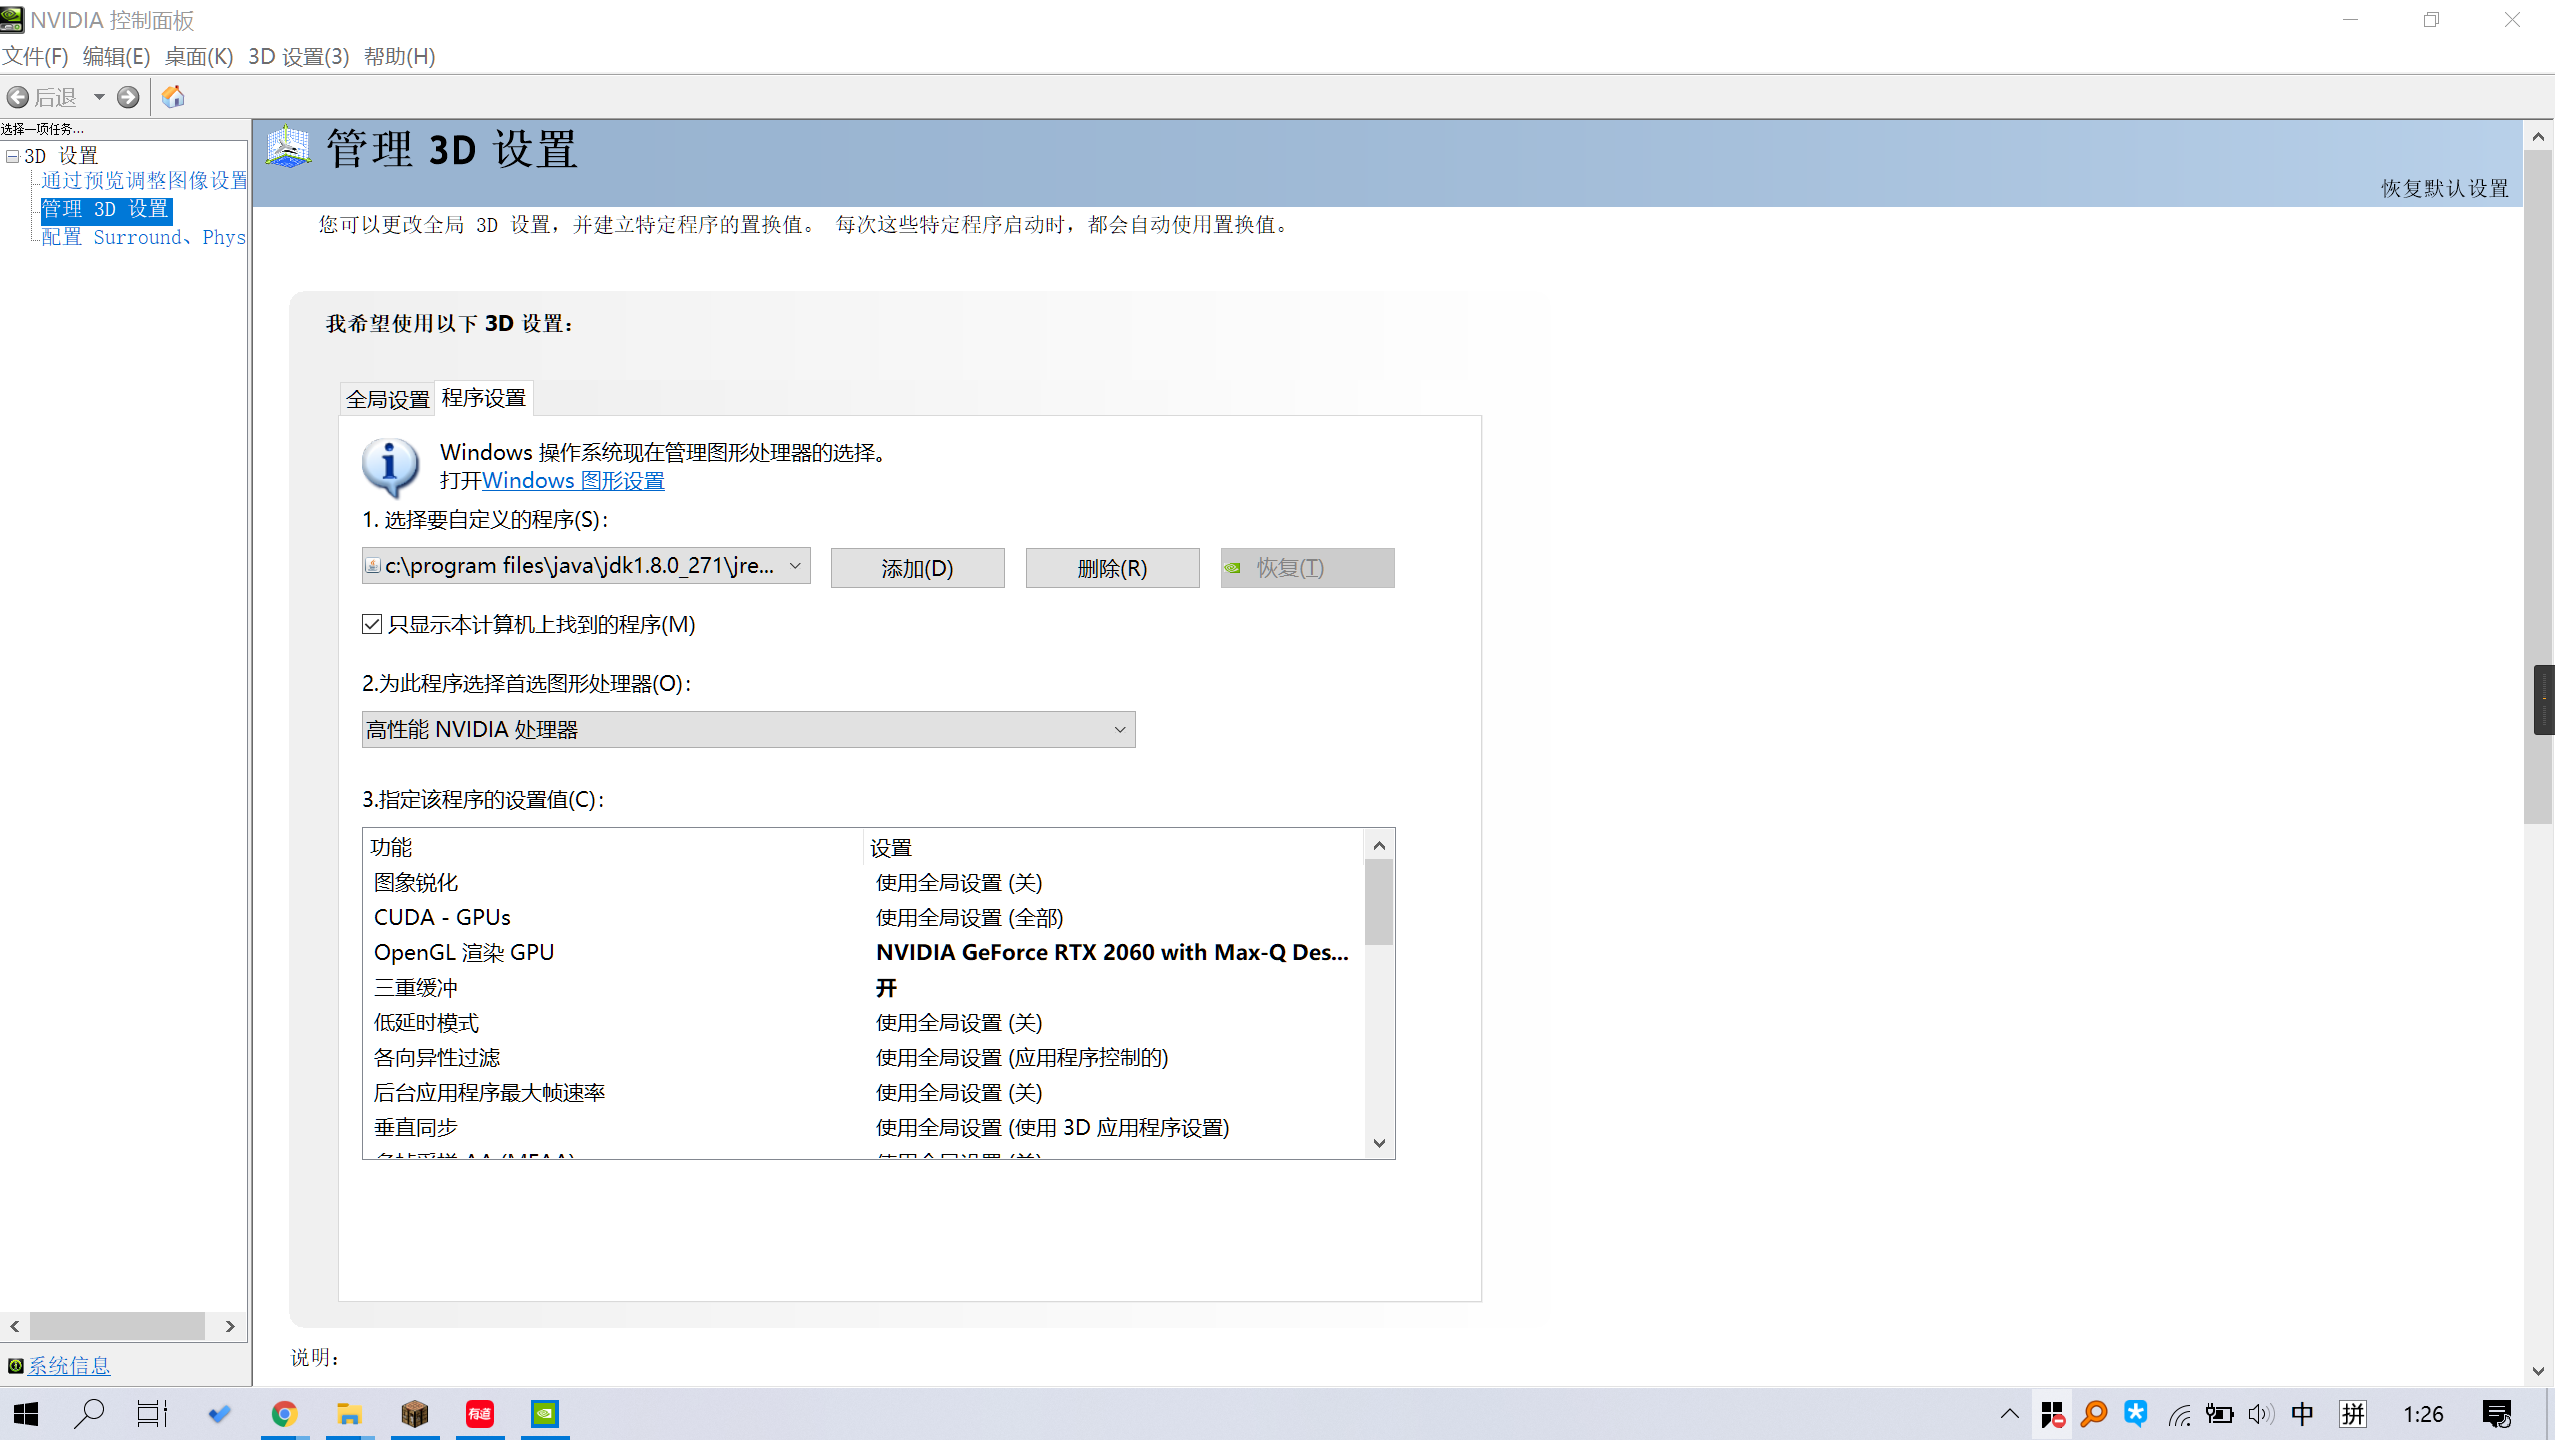 NVIDIA 控制面板
文件(F) 编辑(E) 桌面(K) 3D 设置(3) 帮助(H)
后退
选择一项任务...
3D 设置
通过预览调整图像设置
管理 3D 设置
配置 Surround、Phys
系统信息
管理 3D 设置
恢复默认设置
您可以更改全局 3D 设置，并建立特定程序的置换值。 每次这些特定程序启动时，都会自动使用置换值。
我希望使用以下 3D 设置：
全局设置 程序设置
Windows 操作系统现在管理图形处理器的选择。
打开Windows 图形设置
1. 选择要自定义的程序(S)：
c:\program files\java\jdk1.8.0_271\jre... 添加(D) 删除(R) 恢复(T)
只显示本计算机上找到的程序(M)
2.为此程序选择首选图形处理器(O)：
高性能 NVIDIA 处理器
3.指定该程序的设置值(C)：
功能 设置
图象锐化 使用全局设置 (关)
CUDA - GPUs 使用全局设置 (全部)
OpenGL 渲染 GPU NVIDIA GeForce RTX 2060 with Max-Q Des...
三重缓冲 开
低延时模式 使用全局设置 (关)
各向异性过滤 使用全局设置 (应用程序控制的)
后台应用程序最大帧速率 使用全局设置 (关)
垂直同步 使用全局设置 (使用 3D 应用程序设置)
多帧采样 AA (MFAA) 使用全局设置 (关)
说明：
有道
中 拼 1:26